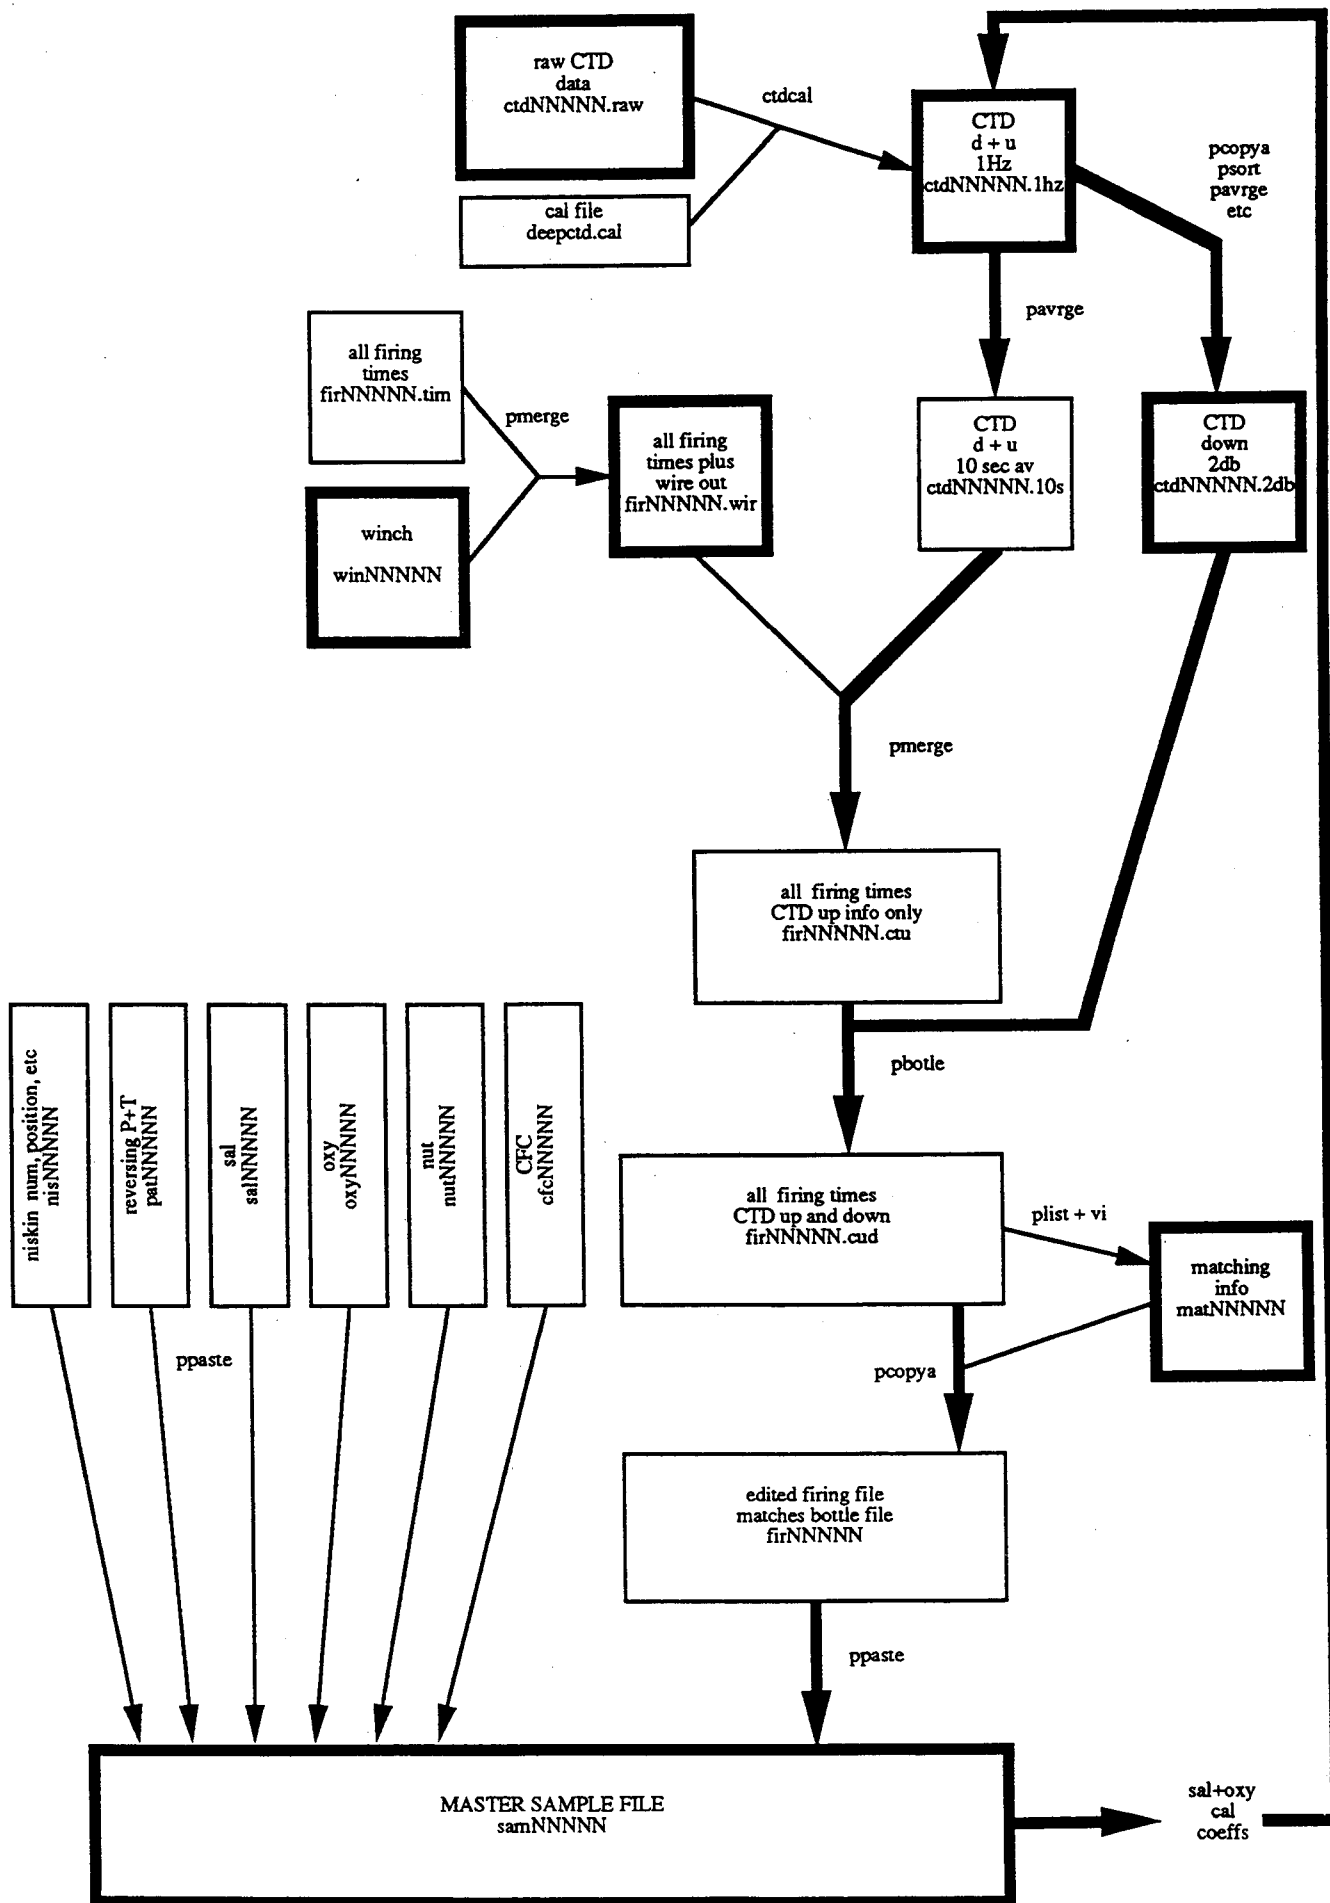 raw CTD
data
ctdNNNNN.raw
ctdcal
cal file
deepctd.cal
CTD
d + u
1Hz
ctdNNNNN.1hz
pcopya
psort
pavrge
etc
pavrge
all firing
times
firNNNNN.tim
pmerge
winch
winNNNNN
all firing
times plus
wire out
firNNNNN.wir
CTD
d + u
10 sec av
ctdNNNNN.10s
CTD
down
2db
ctdNNNNN.2db
pmerge
all firing times
CTD up info only
firNNNNN.ctu
pbotle
niskin num, position, etc
nisNNNNN
reversing P+T
patNNNNN
sal
salNNNNN
oxy
oxyNNNNN
nut
nutNNNNN
CFC
cfcNNNNN
ppaste
all firing times
CTD up and down
firNNNNN.cud
plist + vi
matching
info
matNNNNN
pcopya
edited firing file
matches bottle file
firNNNNN
ppaste
MASTER SAMPLE FILE
samNNNNN
sal+oxy
cal
coeffs